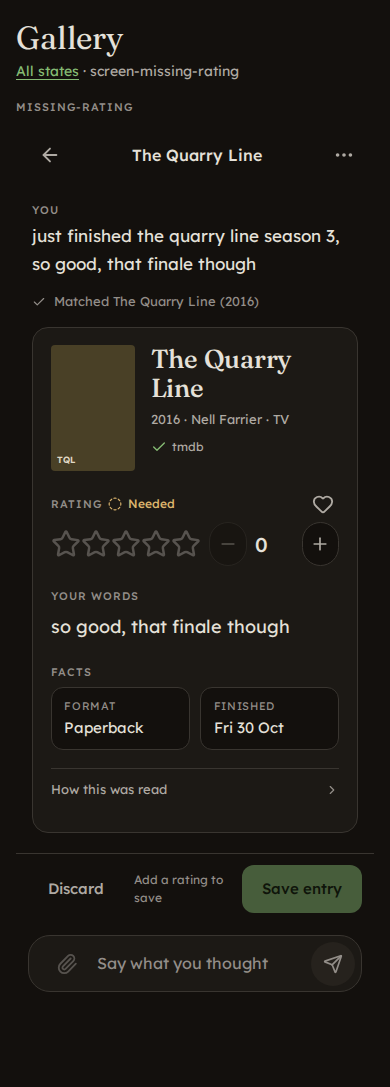 Gallery
All states · screen-missing-rating
MISSING-RATING
The Quarry Line
YOU
just finished the quarry line season 3,
so good, that finale though
Matched The Quarry Line (2016)
TQL
The Quarry
Line
2016 · Nell Farrier · TV
tmdb
RATING Needed
0
YOUR WORDS
so good, that finale though
FACTS
FORMAT
Paperback
FINISHED
Fri 30 Oct
How this was read
Discard
Add a rating to
save
Save entry
Say what you thought